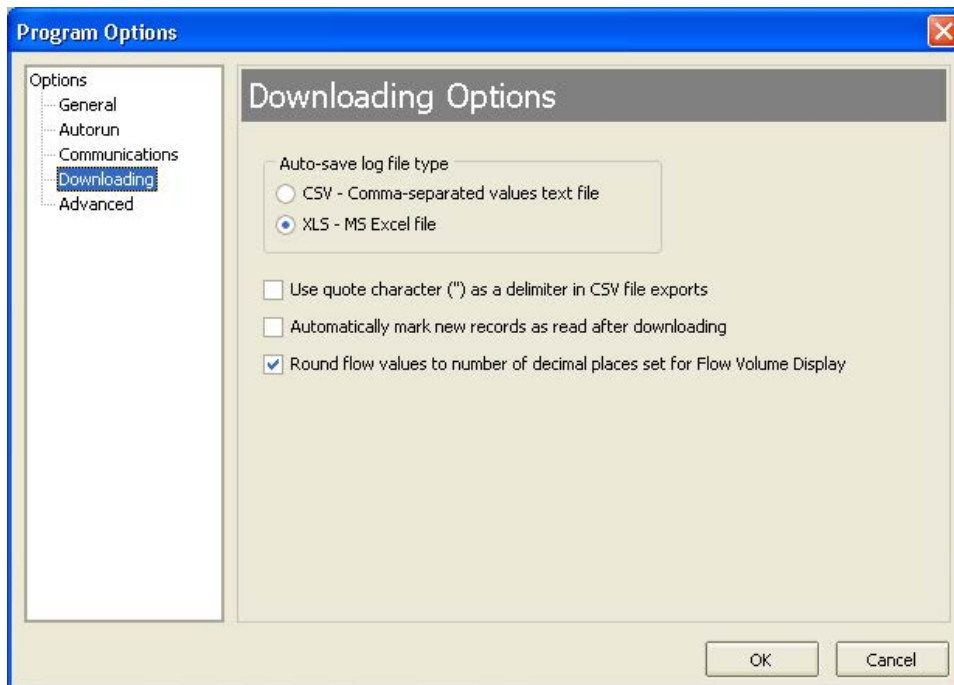 Program Options
Options
General
Autorun
Communications
Downloading
Advanced
Downloading Options
Auto-save log file type
CSV - Comma-separated values text file
XLS - MS Excel file
Use quote character (") as a delimiter in CSV file exports
Automatically mark new records as read after downloading
Round flow values to number of decimal places set for Flow Volume Display
OK
Cancel